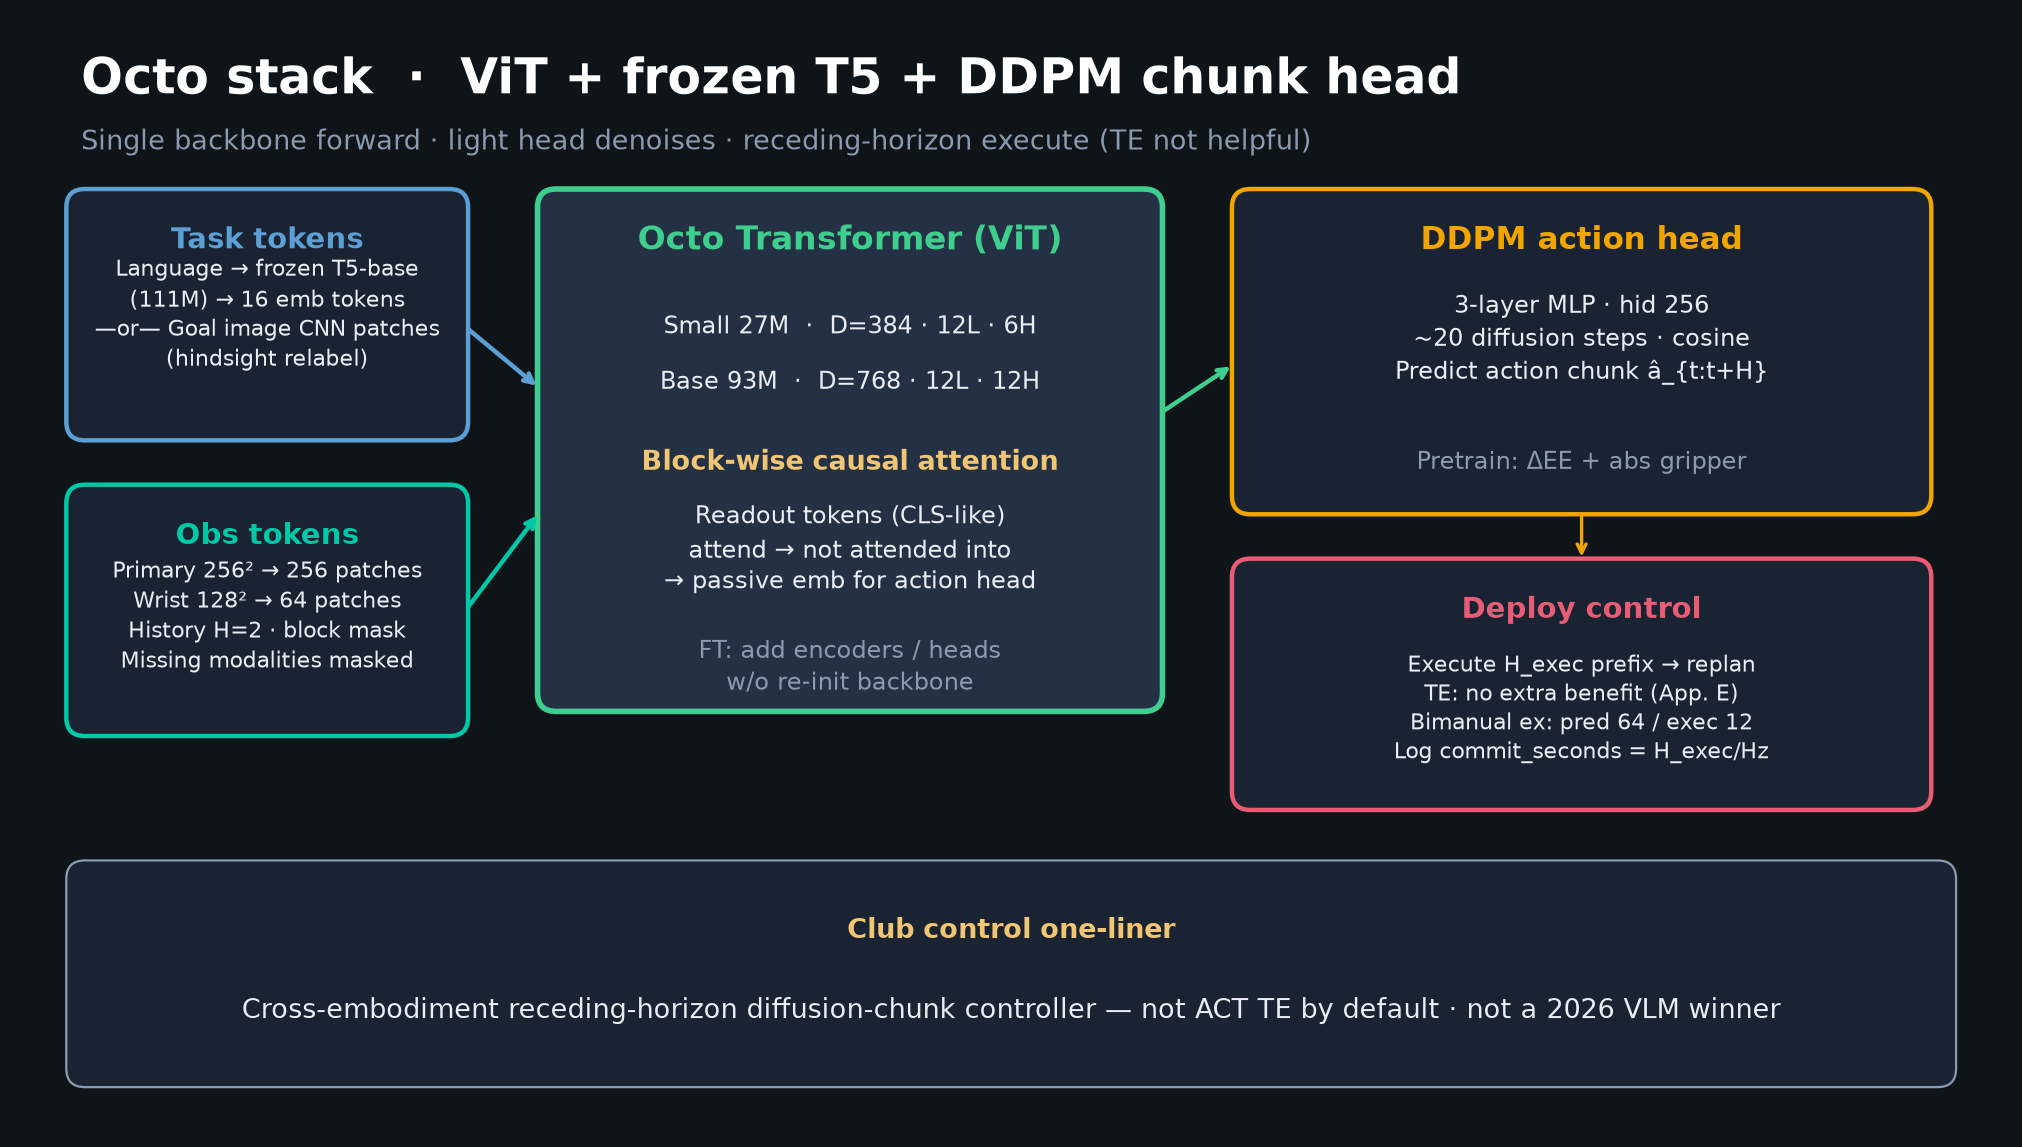 Octo stack · ViT + frozen T5 + DDPM chunk head
Single backbone forward · light head denoises · receding-horizon execute (TE not helpful)
Task tokens
Language → frozen T5-base
(111M) → 16 emb tokens
—or— Goal image CNN patches
(hindsight relabel)
Obs tokens
Primary 256² → 256 patches
Wrist 128² → 64 patches
History H=2 · block mask
Missing modalities masked
Octo Transformer (ViT)
Small 27M · D=384 · 12L · 6H
Base 93M · D=768 · 12L · 12H
Block-wise causal attention
Readout tokens (CLS-like)
attend → not attended into
→ passive emb for action head
FT: add encoders / heads
w/o re-init backbone
DDPM action head
3-layer MLP · hid 256
~20 diffusion steps · cosine
Predict action chunk â_{t:t+H}
Pretrain: ΔEE + abs gripper
Deploy control
Execute H_exec prefix → replan
TE: no extra benefit (App. E)
Bimanual ex: pred 64 / exec 12
Log commit_seconds = H_exec/Hz
Club control one-liner
Cross-embodiment receding-horizon diffusion-chunk controller — not ACT TE by default · not a 2026 VLM winner